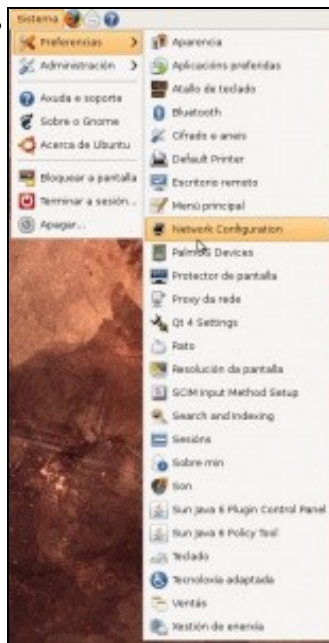 Sistema
Preferencias
Administración
Axuda e soporte
Sobre o Gnome
Acerca de Ubuntu
Bloquear a pantalla
Terminar a sesión...
Apagar...
Aparencia
Aplicacións preferidas
Atallo de teclado
Bluetooth
Cifrado e aneis
Default Printer
Escritorio remoto
Menú principal
Network Configuration
PalmOS Devices
Protector de pantalla
Proxy da rede
Qt 4 Settings
Rato
Resolución da pantalla
SCIM Input Method Setup
Search and Indexing
Sesións
Sobre min
Son
Sun Java 6 Plugin Control Panel
Sun Java 6 Policy Tool
Teclado
Tecnoloxía adaptada
Ventás
Xestión de enerxía